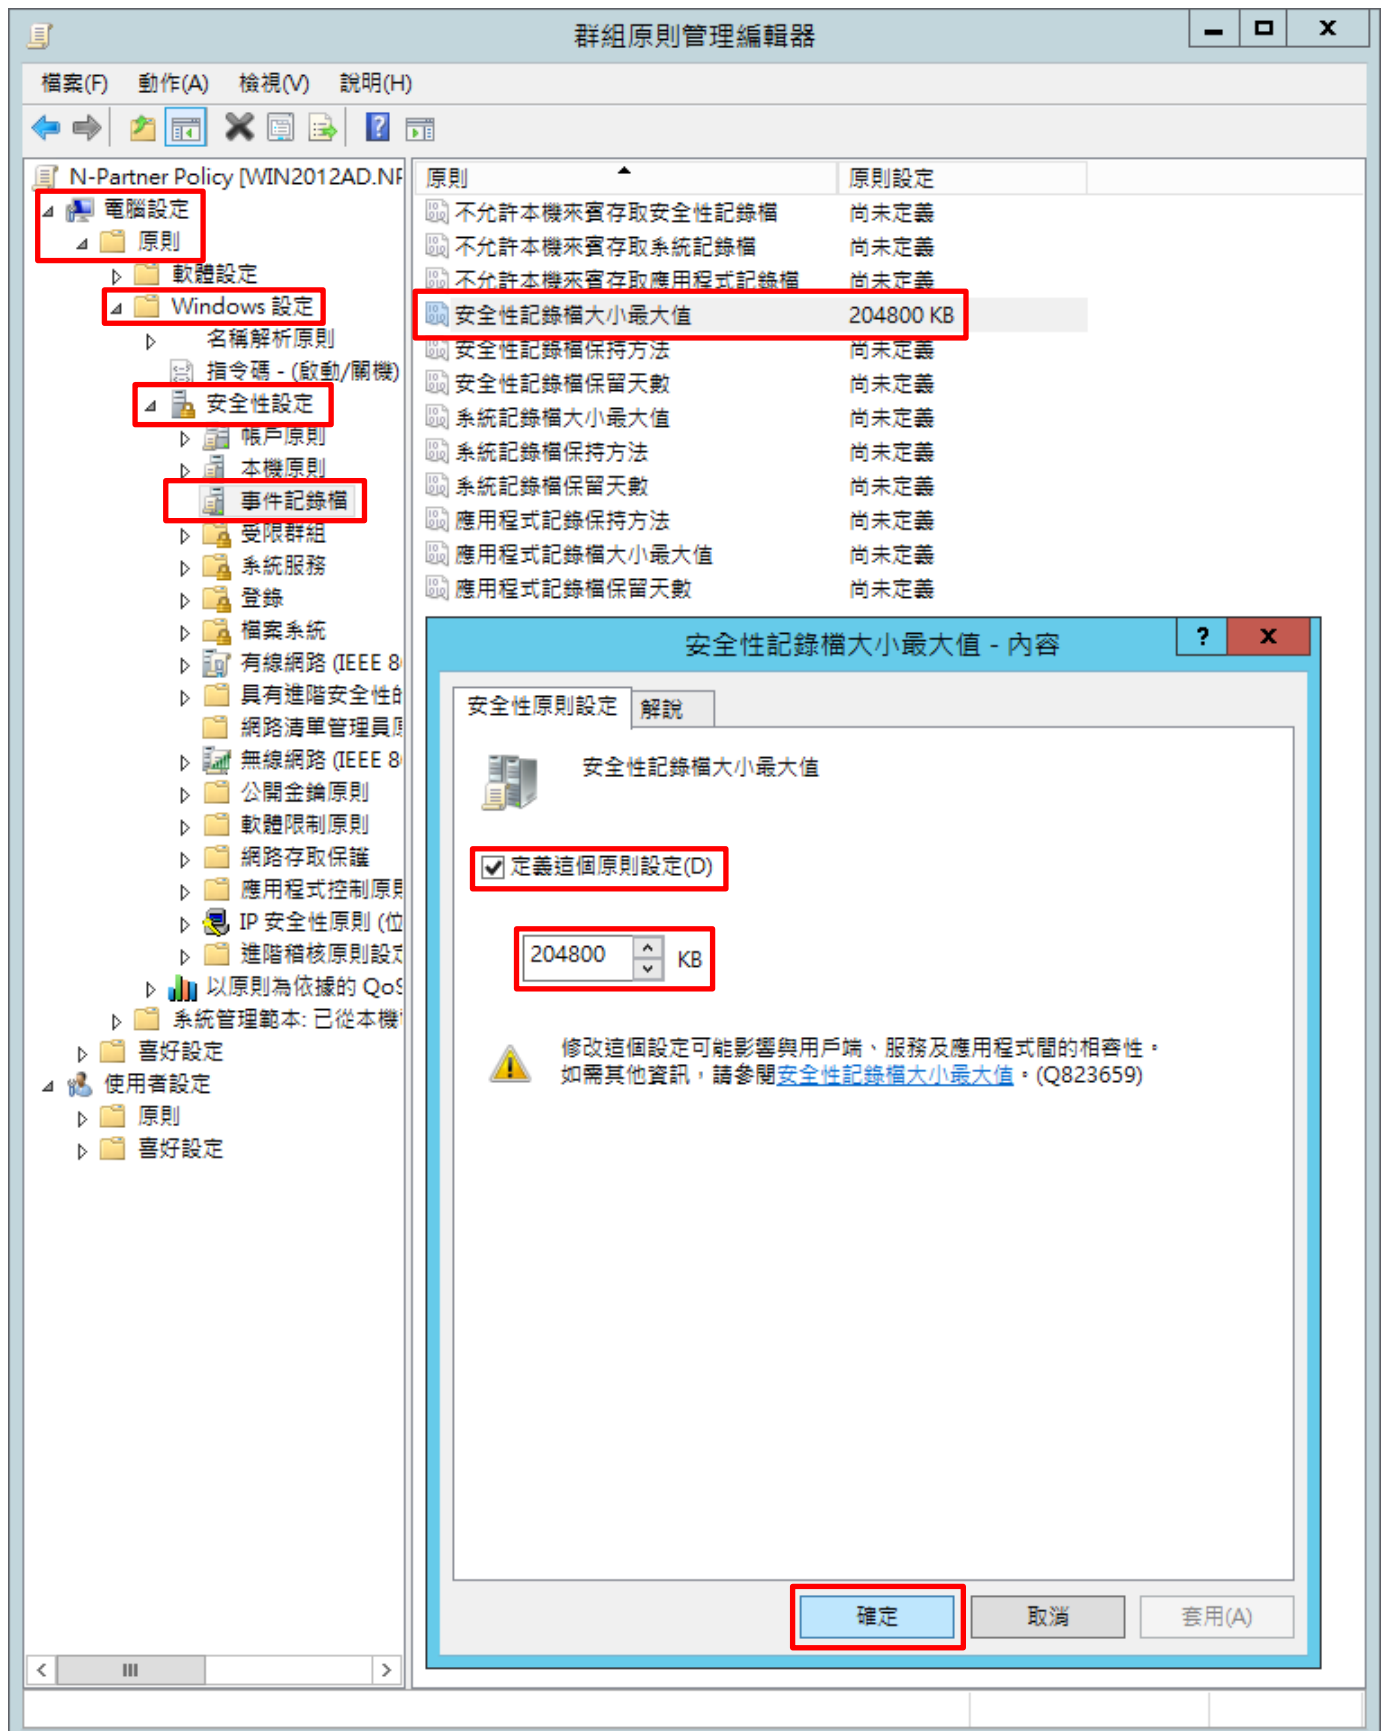 群組原則管理編輯器
檔案(F) 動作(A) 檢視(V) 說明(H)
N-Partner Policy [WIN2012AD.NP
電腦設定
原則
軟體設定
Windows 設定
名稱解析原則
指令碼 - (啟動/關機)
安全性設定
帳戶原則
本機原則
事件記錄檔
受限群組
系統服務
登錄
檔案系統
有線網路 (IEEE 8
具有進階安全性的
網路清單管理員原
無線網路 (IEEE 8
公開金鑰原則
軟體限制原則
網路存取保護
應用程式控制原則
IP 安全性原則 (位
進階稽核原則設定
以原則為依據的 QoS
系統管理範本: 已從本機
喜好設定
使用者設定
原則
喜好設定
原則 原則設定
不允許本機來賓存取安全性記錄檔 尚未定義
不允許本機來賓存取系統記錄檔 尚未定義
不允許本機來賓存取應用程式記錄檔 尚未定義
安全性記錄檔大小最大值 204800 KB
安全性記錄檔保持方法 尚未定義
安全性記錄檔保留天數 尚未定義
系統記錄檔大小最大值 尚未定義
系統記錄檔保持方法 尚未定義
系統記錄檔保留天數 尚未定義
應用程式記錄保持方法 尚未定義
應用程式記錄檔大小最大值 尚未定義
應用程式記錄檔保留天數 尚未定義
安全性記錄檔大小最大值 - 內容
安全性原則設定 解說
安全性記錄檔大小最大值
定義這個原則設定(D)
204800 KB
修改這個設定可能影響與用戶端、服務及應用程式間的相容性。
如需其他資訊，請參閱安全性記錄檔大小最大值。(Q823659)
確定 取消 套用(A)